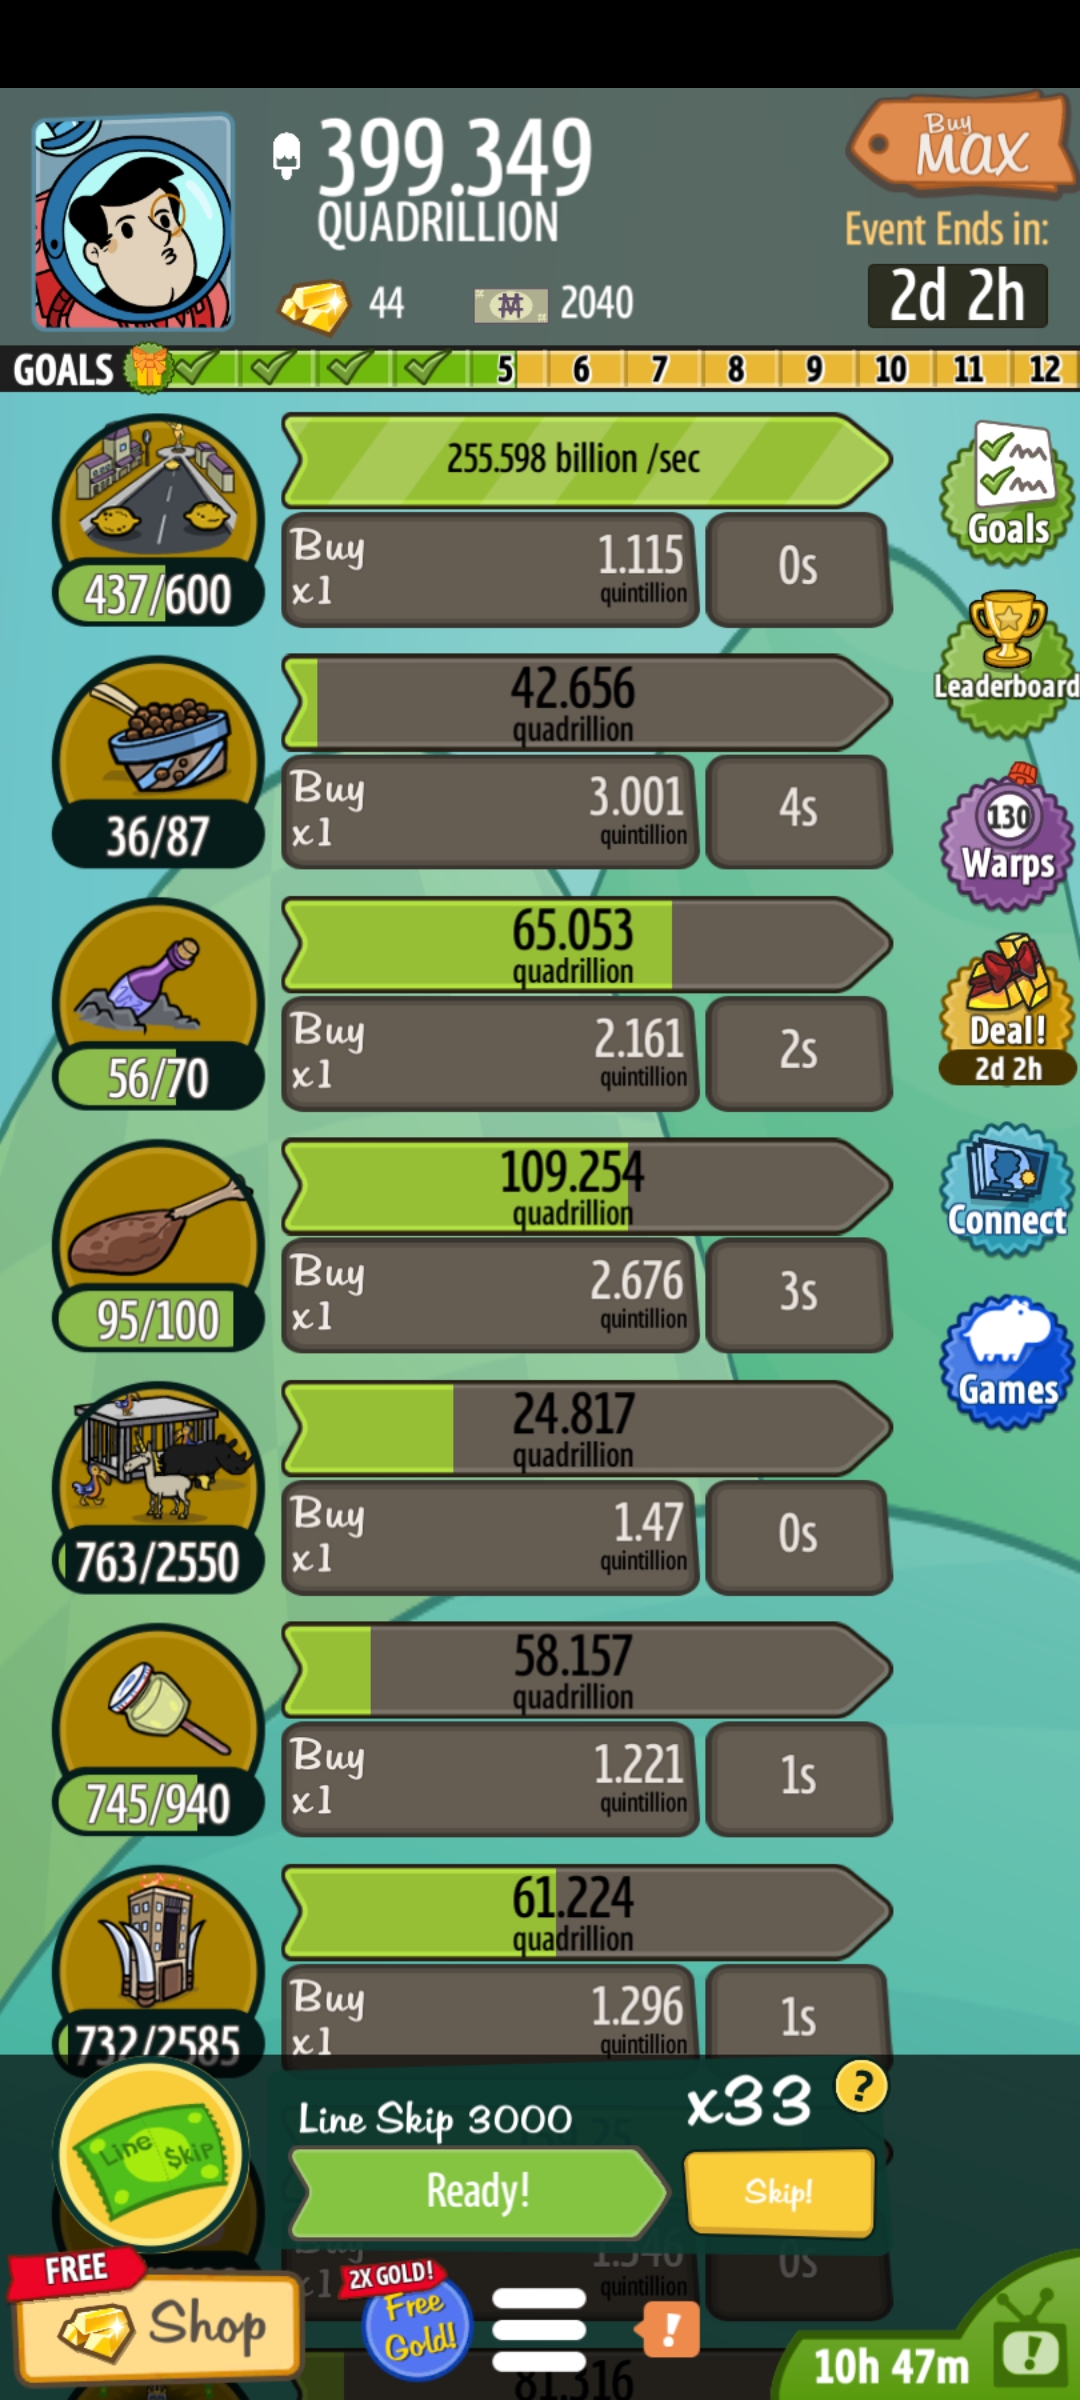 399.349
QUADRILLION
Buy
MAX
Event Ends in:
2d 2h
44
2040
GOALS
5 6 7 8 9 10 11 12
255.598 billion /sec
Buy
x1
1.115
quintillion
0s
437/600
Goals
Leaderboard
42.656
quadrillion
Buy
x1
3.001
quintillion
4s
36/87
130
Warps
65.053
quadrillion
Buy
x1
2.161
quintillion
2s
56/70
Deal!
2d 2h
109.254
quadrillion
Buy
x1
2.676
quintillion
3s
95/100
Connect
Games
24.817
quadrillion
Buy
x1
1.47
quintillion
0s
763/2550
58.157
quadrillion
Buy
x1
1.221
quintillion
1s
745/940
61.224
quadrillion
Buy
x1
1.296
quintillion
1s
732/2585
Line Skip
Line Skip 3000
x33
?
Ready!
Skip!
Buy
x1
1.346
quintillion
0s
FREE
Shop
2X GOLD!
Free
Gold!
!
10h 47m
!
81.316